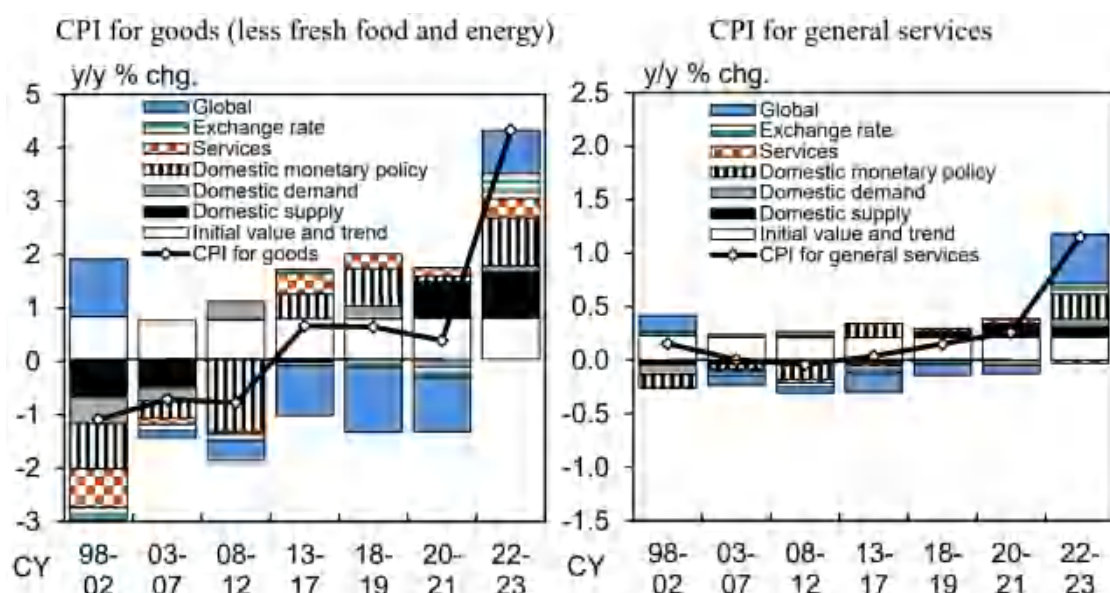 CPI for goods (less fresh food and energy)
y/y % chg.
5
4
3
2
1
0
-1
-2
-3
Global
Exchange rate
Services
Domestic monetary policy
Domestic demand
Domestic supply
Initial value and trend
CPI for goods
CY
98-
02
03-
07
08-
12
13-
17
18-
19
20-
21
22-
23
CPI for general services
y/y % chg.
2.5
2.0
1.5
1.0
0.5
0.0
-0.5
-1.0
-1.5
Global
Exchange rate
Services
Domestic monetary policy
Domestic demand
Domestic supply
Initial value and trend
CPI for general services
CY
98-
02
03-
07
08-
12
13-
17
18-
19
20-
21
22-
23